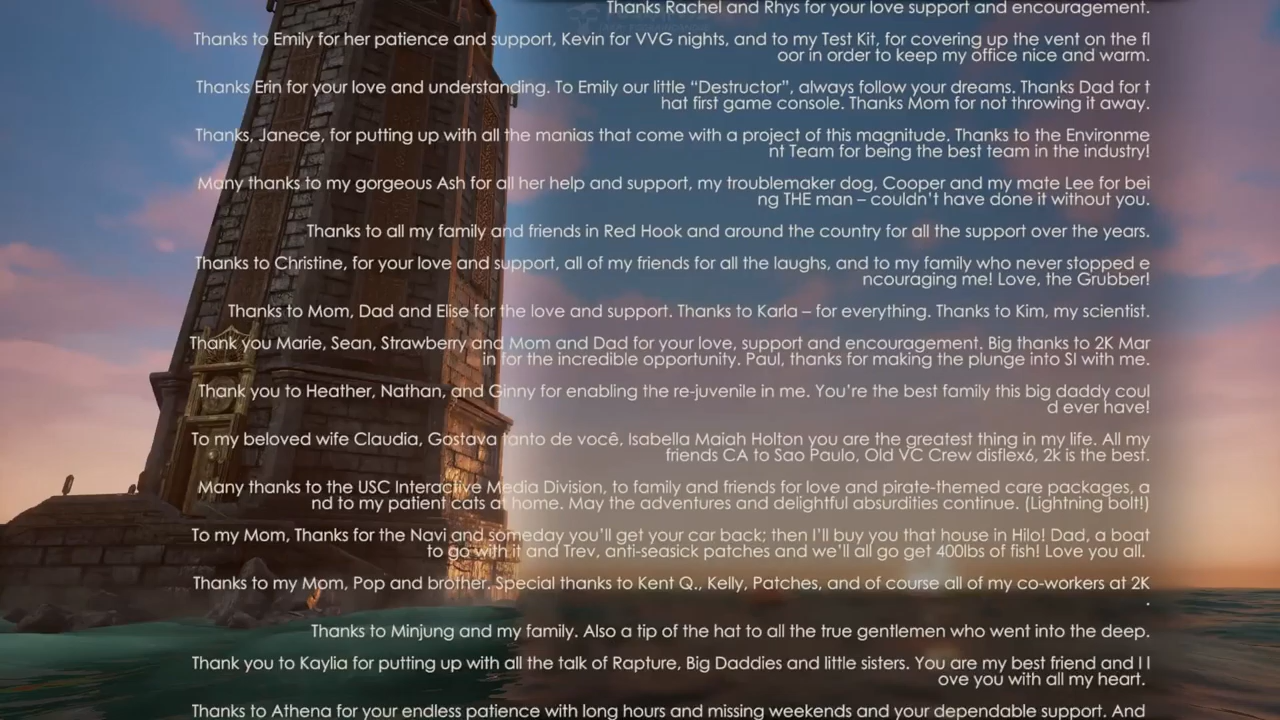 Thanks Rachel and Rhys for your love support and encouragement.
Thanks to Emily for her patience and support, Kevin for VVG nights, and to my Test Kit, for covering up the vent on the fl
oor in order to keep my office nice and warm.
Thanks Erin for your love and understanding. To Emily our little “Destructor”, always follow your dreams. Thanks Dad for t
hat first game console. Thanks Mom for not throwing it away.
Thanks, Janece, for putting up with all the manias that come with a project of this magnitude. Thanks to the Environme
nt Team for being the best team in the industry!
Many thanks to my gorgeous Ash for all her help and support, my troublemaker dog, Cooper and my mate Lee for bei
ng THE man – couldn’t have done it without you.
Thanks to all my family and friends in Red Hook and around the country for all the support over the years.
Thanks to Christine, for your love and support, all of my friends for all the laughs, and to my family who never stopped e
ncouraging me! Love, the Grubber!
Thanks to Mom, Dad and Elise for the love and support. Thanks to Karla – for everything. Thanks to Kim, my scientist.
Thank you Marie, Sean, Strawberry and Mom and Dad for your love, support and encouragement. Big thanks to 2K Mar
in for the incredible opportunity. Paul, thanks for making the plunge into SI with me.
Thank you to Heather, Nathan, and Ginny for enabling the re-juvenile in me. You’re the best family this big daddy coul
d ever have!
To my beloved wife Claudia, Gostava tanto de você, Isabella Maiah Holton you are the greatest thing in my life. All my
friends CA to Sao Paulo, Old VC Crew disflex6, 2k is the best.
Many thanks to the USC Interactive Media Division, to family and friends for love and pirate-themed care packages, a
nd to my patient cats at home. May the adventures and delightful absurdities continue. (Lightning bolt!)
To my Mom, Thanks for the Navi and someday you’ll get your car back; then I’ll buy you that house in Hilo! Dad, a boat
to go with it and Trev, anti-seasick patches and we’ll all go get 400lbs of fish! Love you all.
Thanks to my Mom, Pop and brother. Special thanks to Kent Q., Kelly, Patches, and of course all of my co-workers at 2K
.
Thanks to Minjung and my family. Also a tip of the hat to all the true gentlemen who went into the deep.
Thank you to Kaylia for putting up with all the talk of Rapture, Big Daddies and little sisters. You are my best friend and I l
ove you with all my heart.
Thanks to Athena for your endless patience with long hours and missing weekends and your dependable support. And